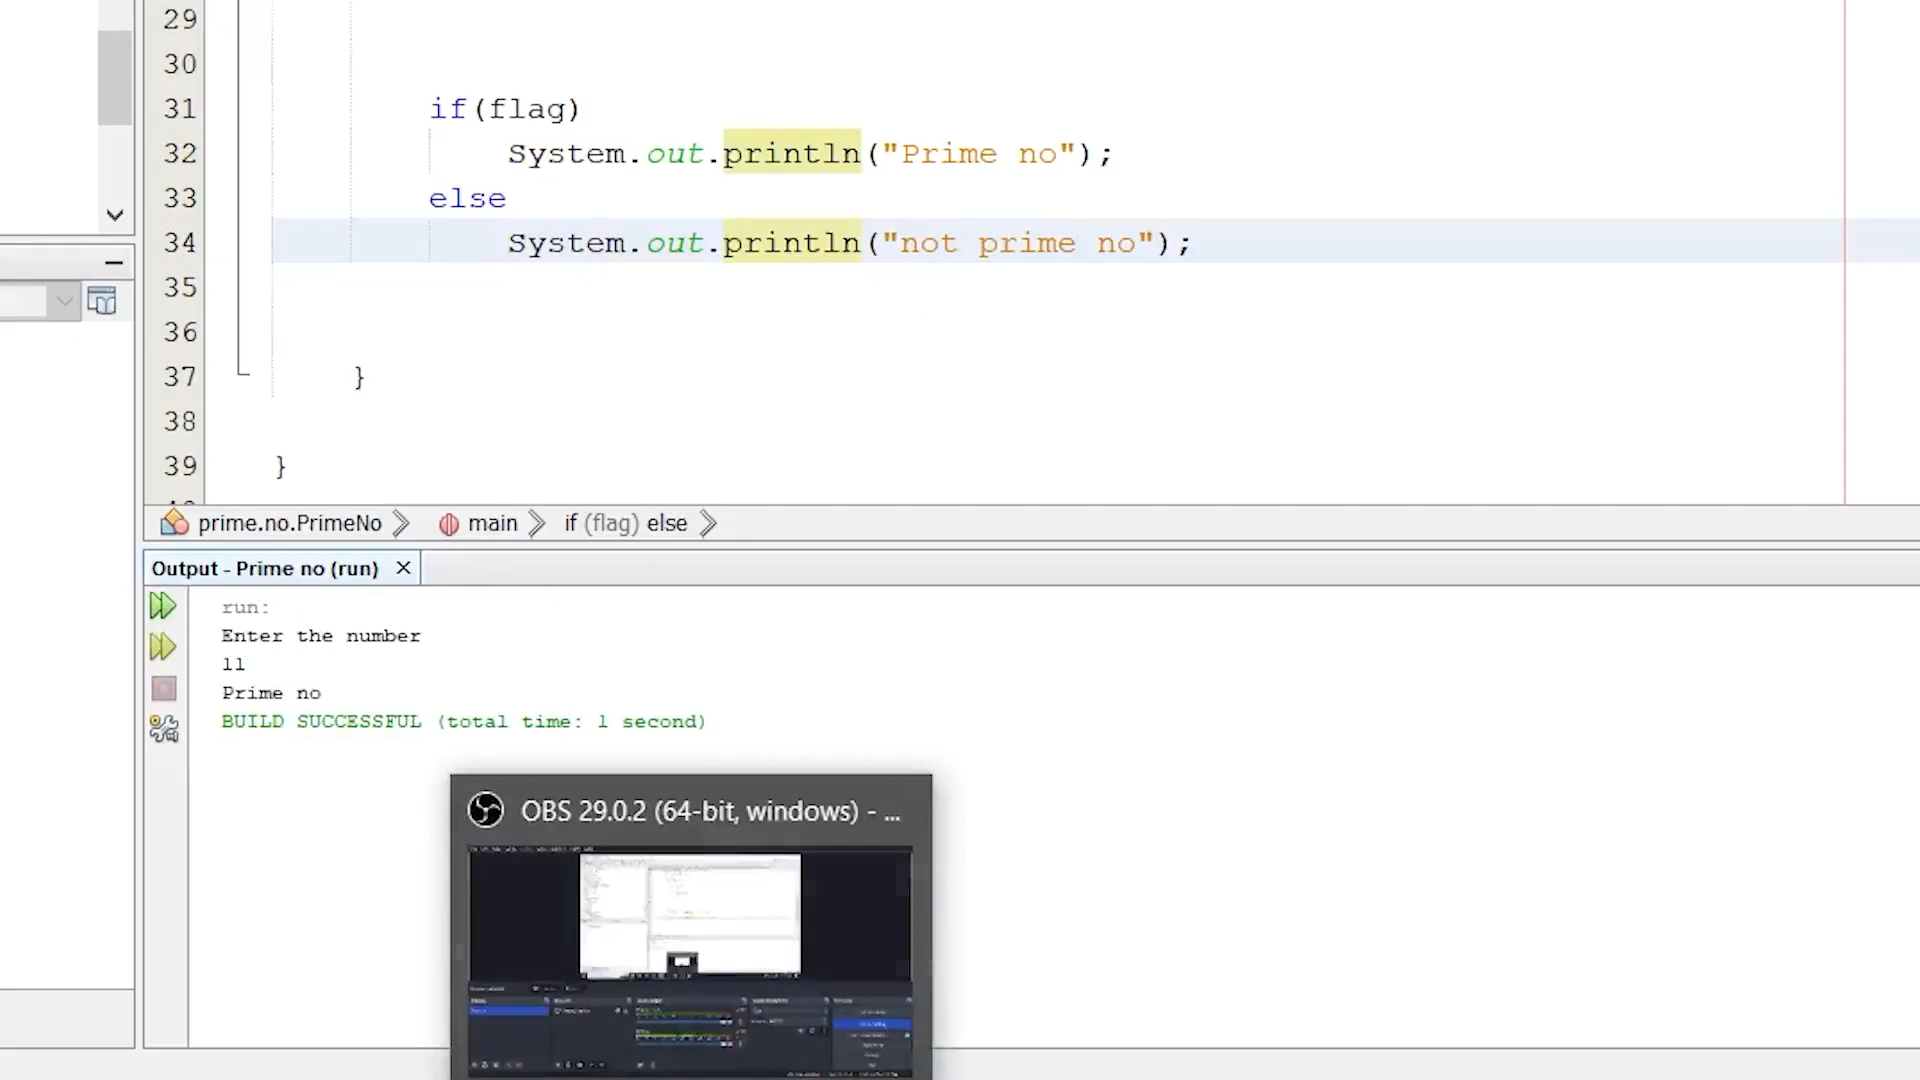 29
30
31 if(flag)
32 System.out.println("Prime no");
33 else
34 System.out.println("not prime no");
35
36
37 }
38
39 }
prime.no.PrimeNo main if (flag) else
Output - Prime no (run)
run:
Enter the number
11
Prime no
BUILD SUCCESSFUL (total time: 1 second)
OBS 29.0.2 (64-bit, windows) - ...